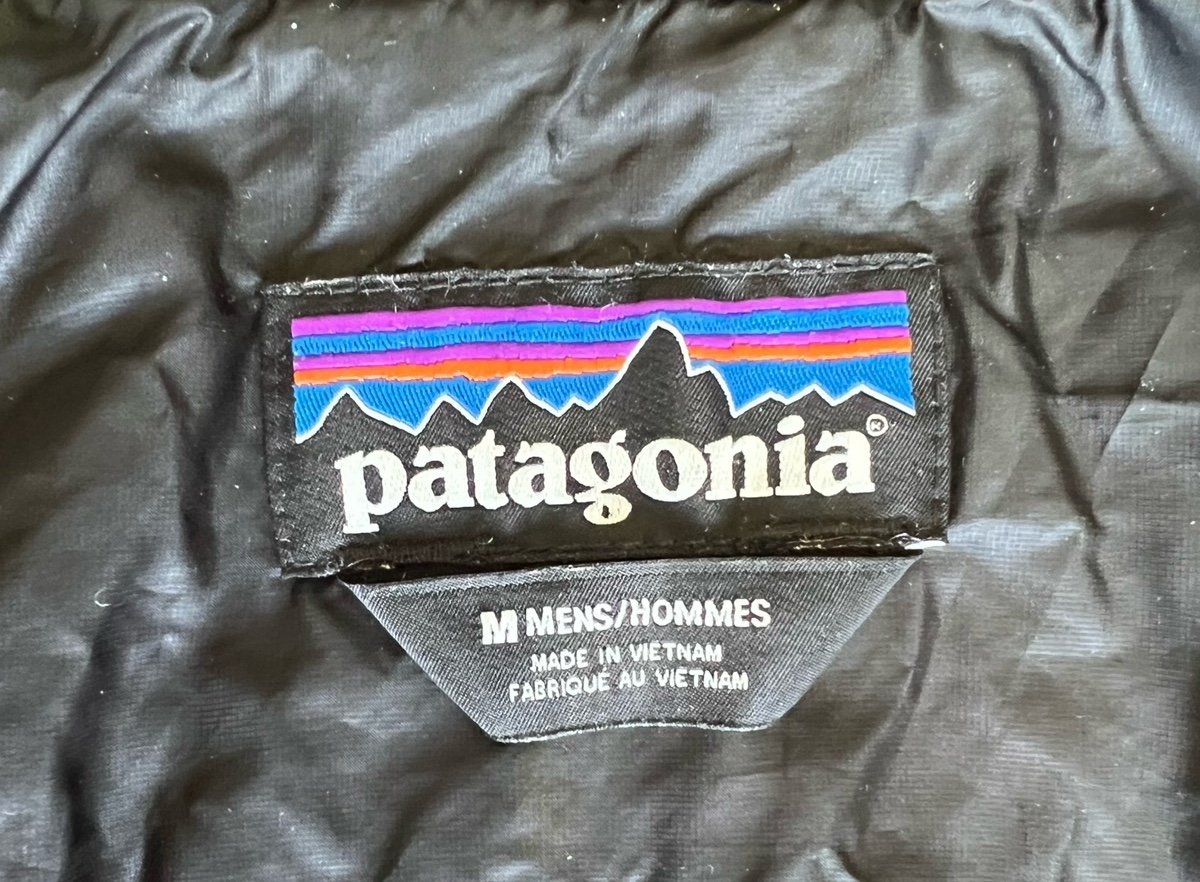 patagonia®
M MENS/HOMMES
MADE IN VIETNAM
FABRIQUÉ AU VIETNAM